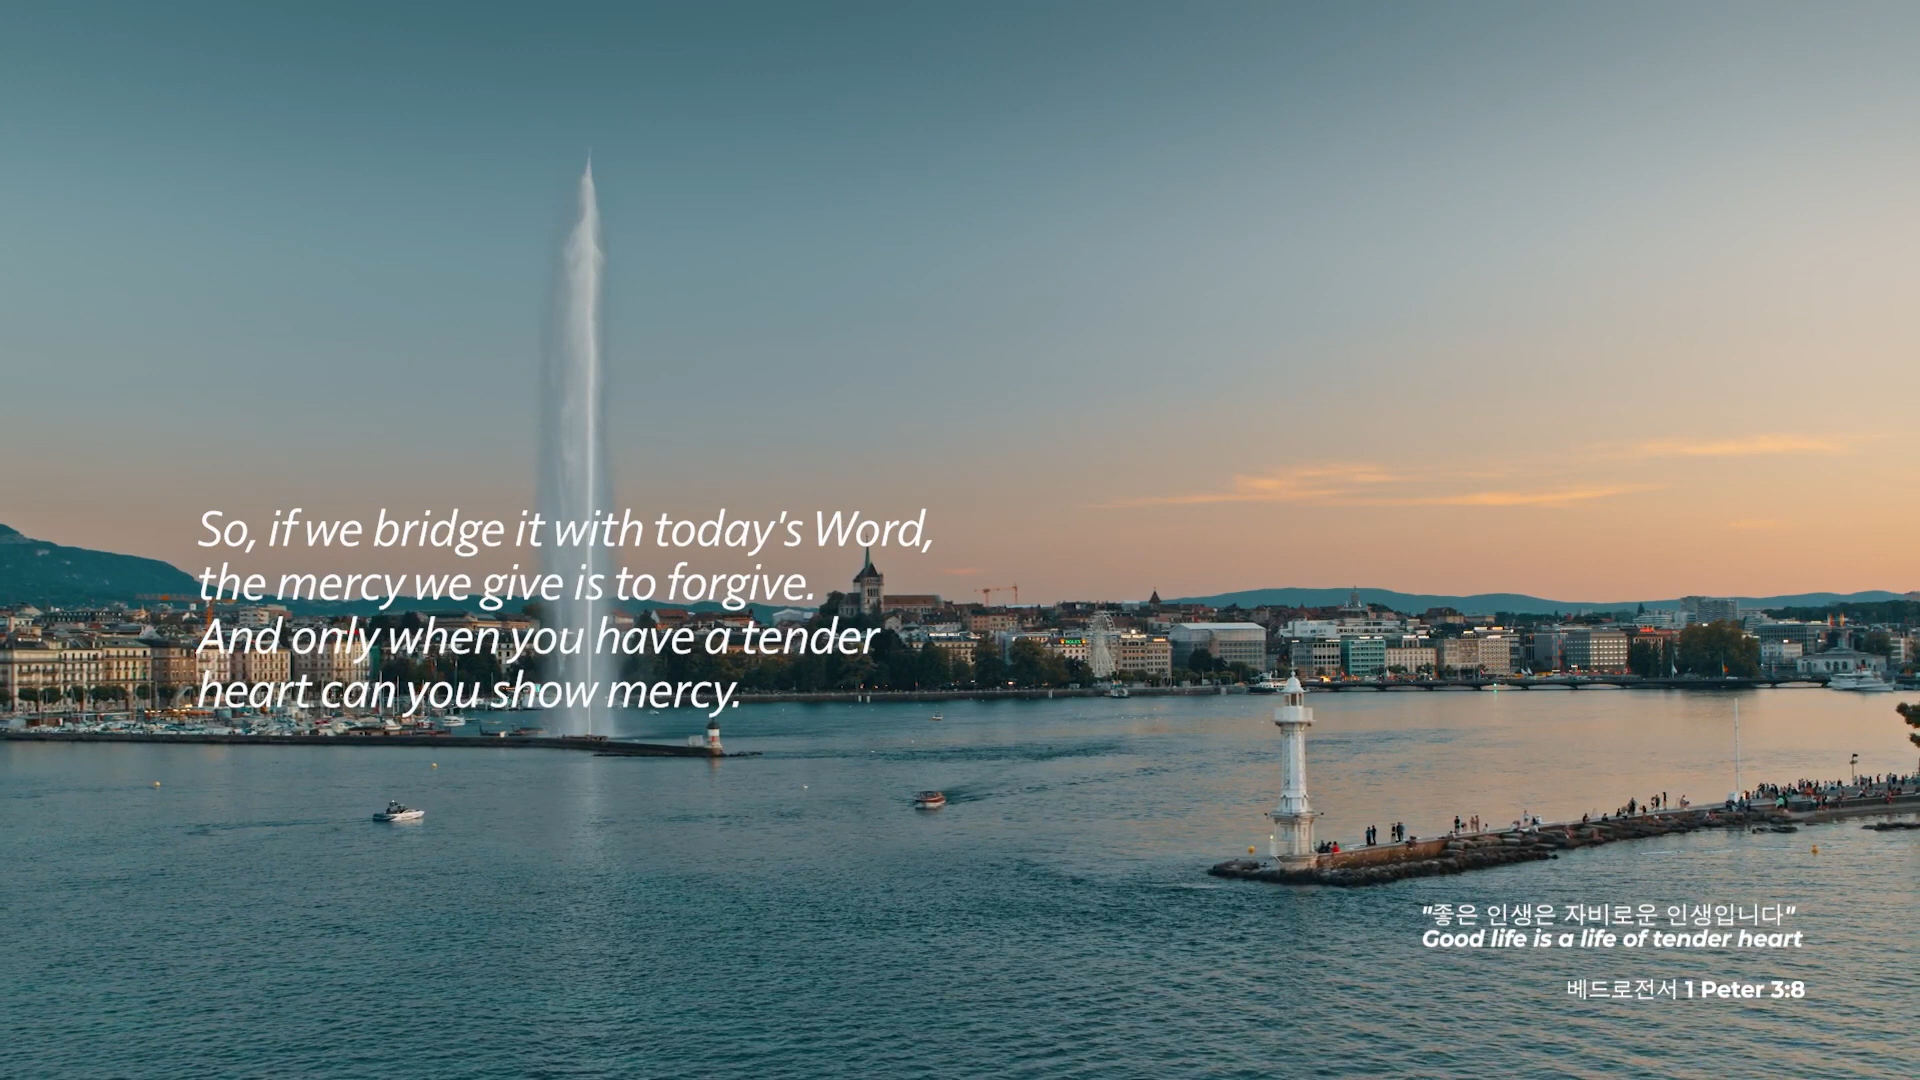 So, if we bridge it with today's Word,
the mercy we give is to forgive.
And only when you have a tender
heart can you show mercy.
"좋은 인생은 자비로운 인생입니다"
Good life is a life of tender heart
베드로전서 1 Peter 3:8